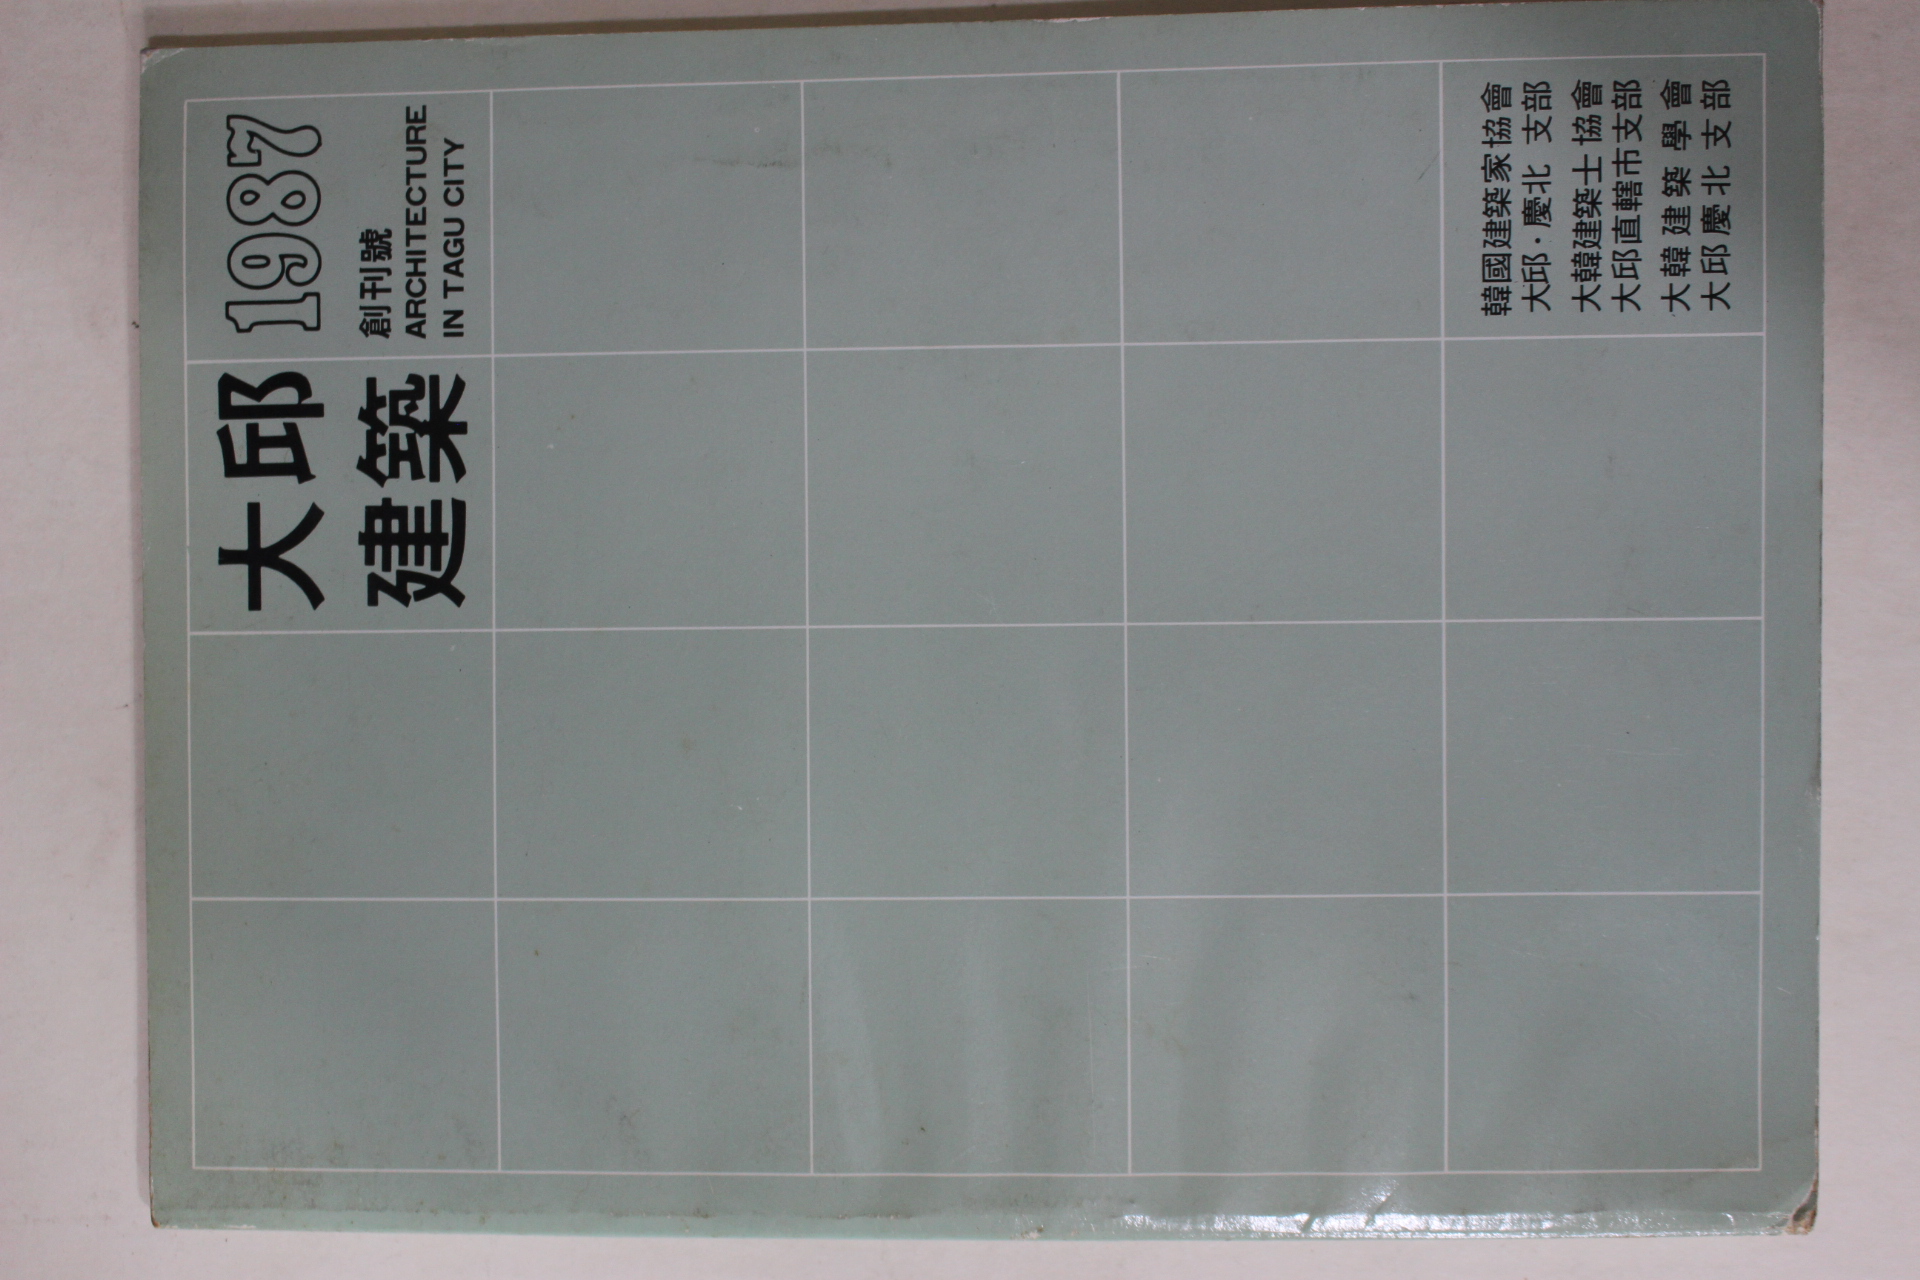 大邱 1987
建築
創刊號
ARCHITECTURE
IN TAGU CITY
韓國建築家協會
大邱·慶北 支部
大韓建築士協會
大邱直轄市支部
大韓建築學會
大邱慶北支部